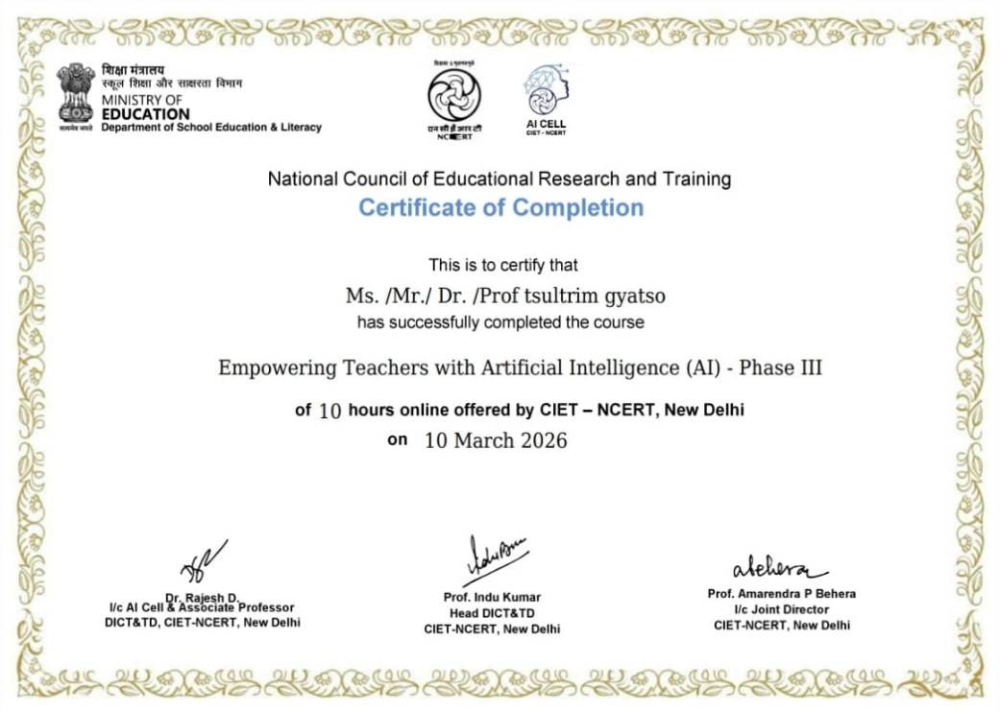 शिक्षा मंत्रालय
स्कूल शिक्षा और साक्षरता विभाग
MINISTRY OF
EDUCATION
Department of School Education & Literacy
सत्यमेव जयते
एन सी ई आर टी
NCERT
AI CELL
CIET - NCERT
National Council of Educational Research and Training
Certificate of Completion
This is to certify that
Ms. /Mr./ Dr. /Prof tsultrim gyatso
has successfully completed the course
Empowering Teachers with Artificial Intelligence (AI) - Phase III
of 10 hours online offered by CIET – NCERT, New Delhi
on 10 March 2026
Dr. Rajesh D.
I/c AI Cell & Associate Professor
DICT&TD, CIET-NCERT, New Delhi
Prof. Indu Kumar
Head DICT&TD
CIET-NCERT, New Delhi
abehera
Prof. Amarendra P Behera
I/c Joint Director
CIET-NCERT, New Delhi